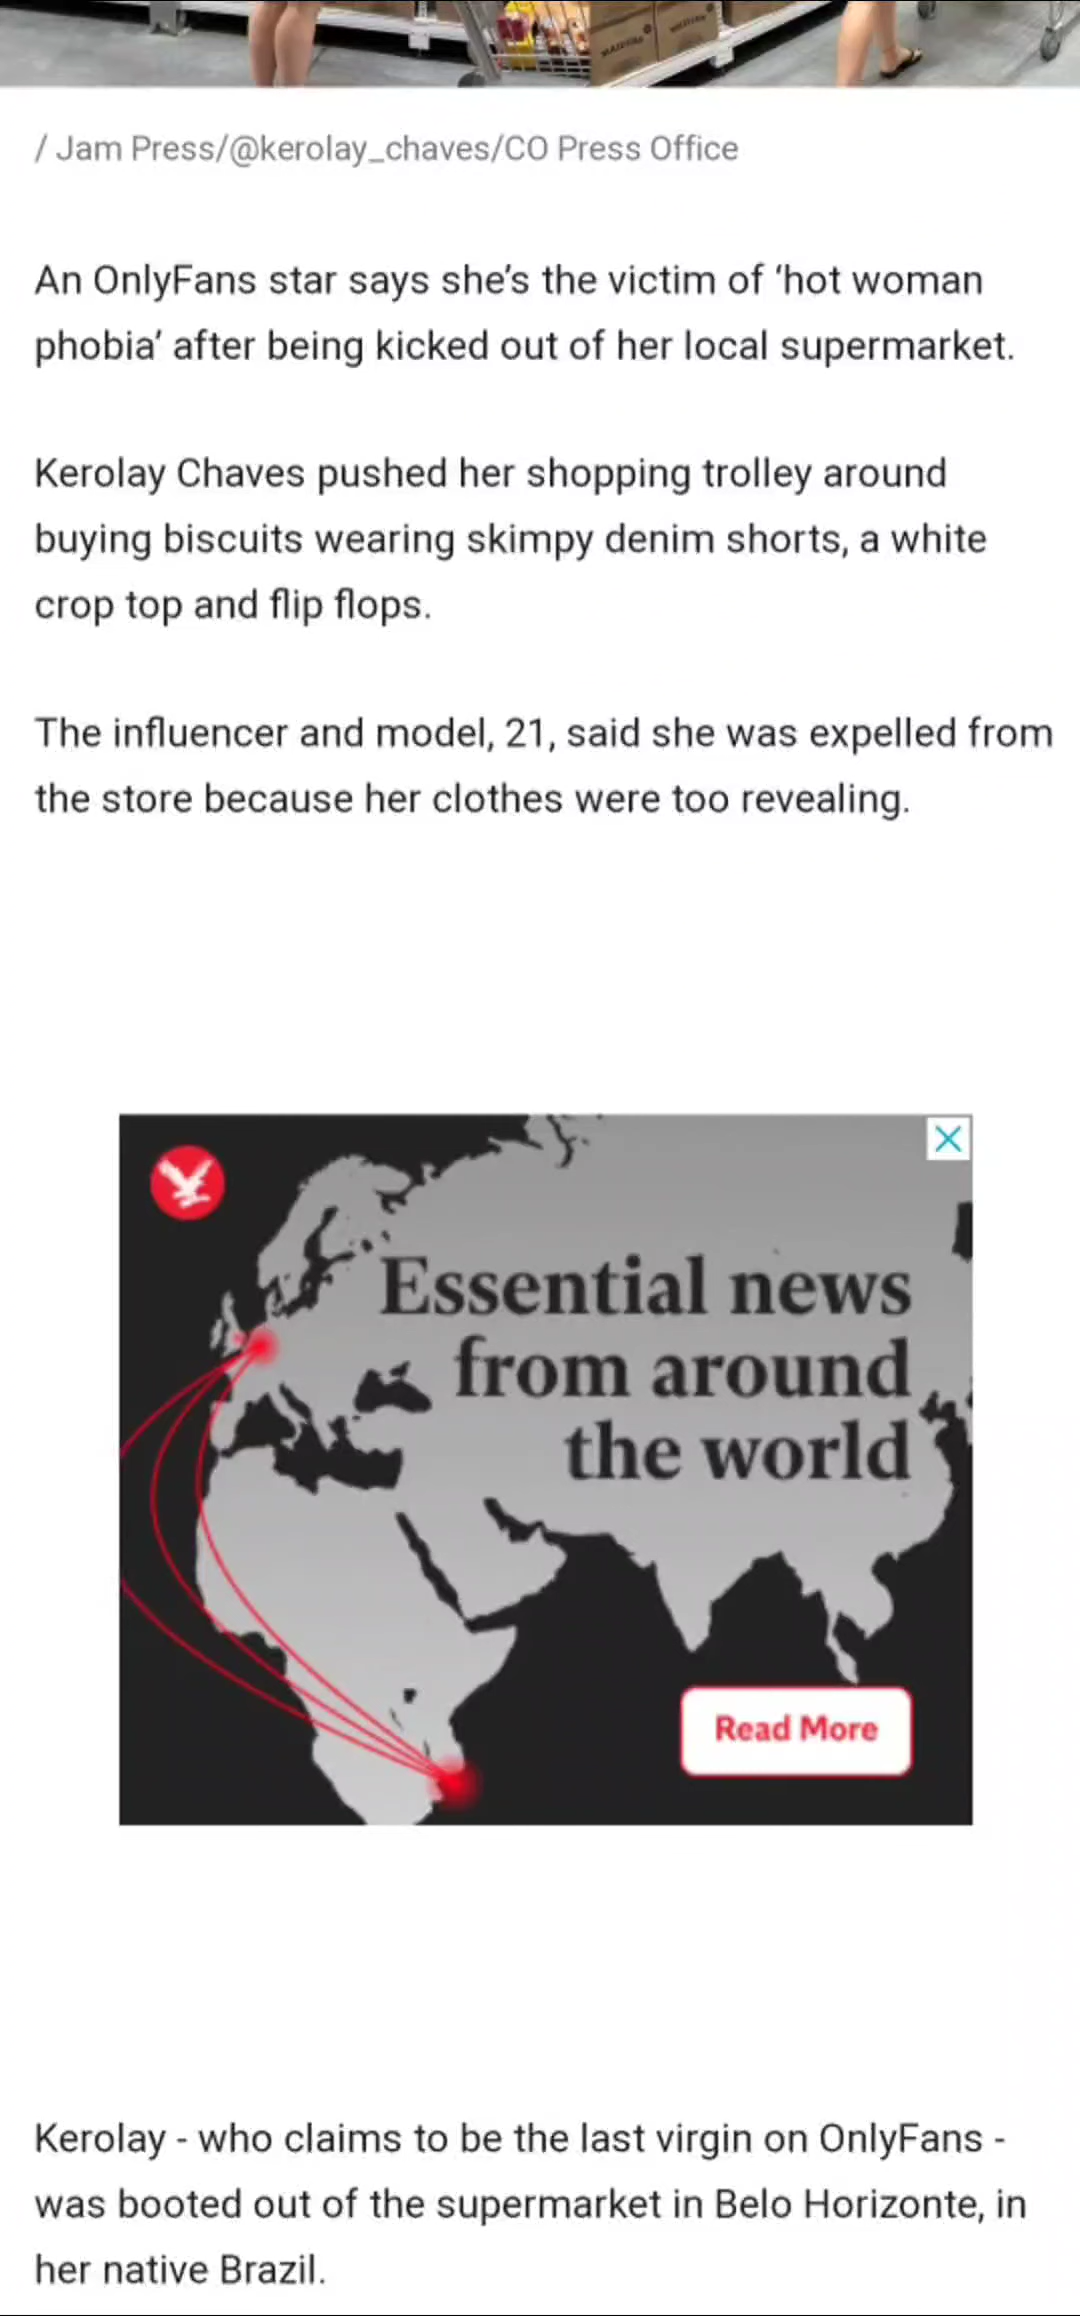 / Jam Press/@kerolay_chaves/CO Press Office
An OnlyFans star says she’s the victim of ‘hot woman
phobia’ after being kicked out of her local supermarket.
Kerolay Chaves pushed her shopping trolley around
buying biscuits wearing skimpy denim shorts, a white
crop top and flip flops.
The influencer and model, 21, said she was expelled from
the store because her clothes were too revealing.
Essential news
from around
the world
Read More
Kerolay - who claims to be the last virgin on OnlyFans -
was booted out of the supermarket in Belo Horizonte, in
her native Brazil.